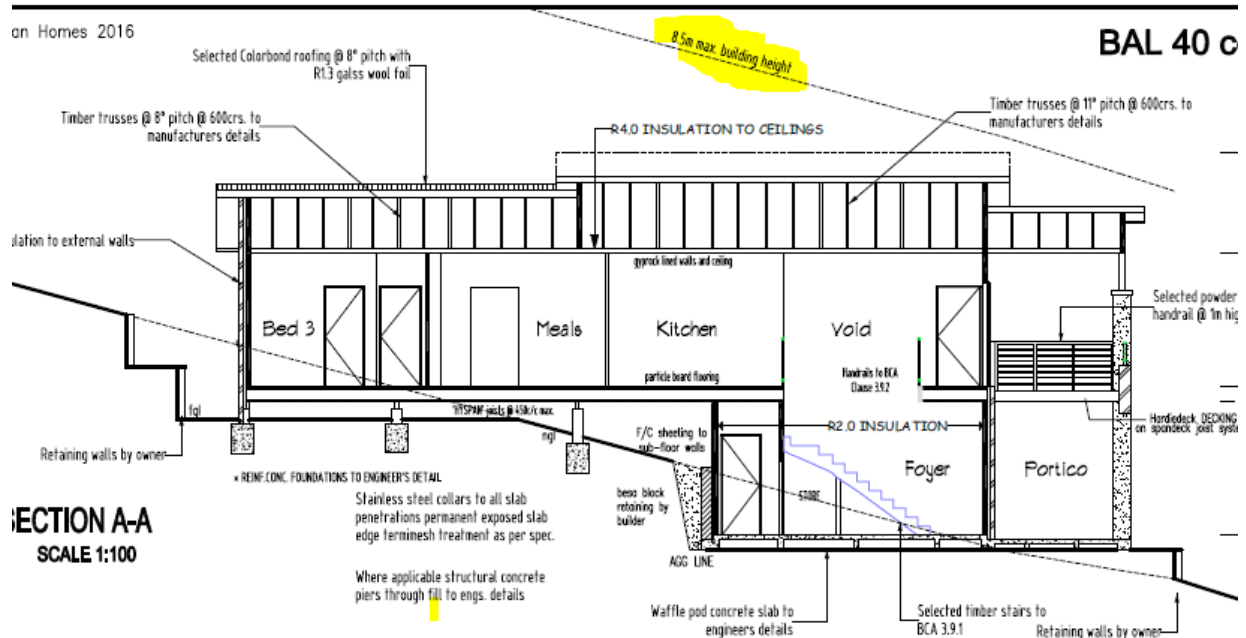 an Homes 2016
BAL 40 c
8.5m max. building height
Selected Colorbond roofing @ 8° pitch with
R1.3 galss wool foil
Timber trusses @ 8° pitch @ 600crs. to
manufacturers details
R4.0 INSULATION TO CEILINGS
Timber trusses @ 11° pitch @ 600crs. to
manufacturers details
ulation to external walls
gyprock lined walls and ceiling
Selected powder
handrail @ 1m hig
Bed 3
Meals
Kitchen
Void
particle board flooring
Handrails to BCA
Clause 3.9.2
fgl
HYSPAN joists @ 450c/c max.
ngl
F/C sheeting to
sub-floor walls
R2.0 INSULATION
Hardiedeck DECKING
on spandeck joist syste
Retaining walls by owner
Foyer
Portico
STORE
× REINF.CONC. FOUNDATIONS TO ENGINEER'S DETAIL
Stainless steel collars to all slab
penetrations permanent exposed slab
edge termimesh treatment as per spec.
besa block
retaining by
builder
SECTION A-A
SCALE 1:100
AGG LINE
Where applicable structural concrete
piers through fill to engs. details
Waffle pod concrete slab to
engineers details
Selected timber stairs to
BCA 3.9.1
Retaining walls by owner